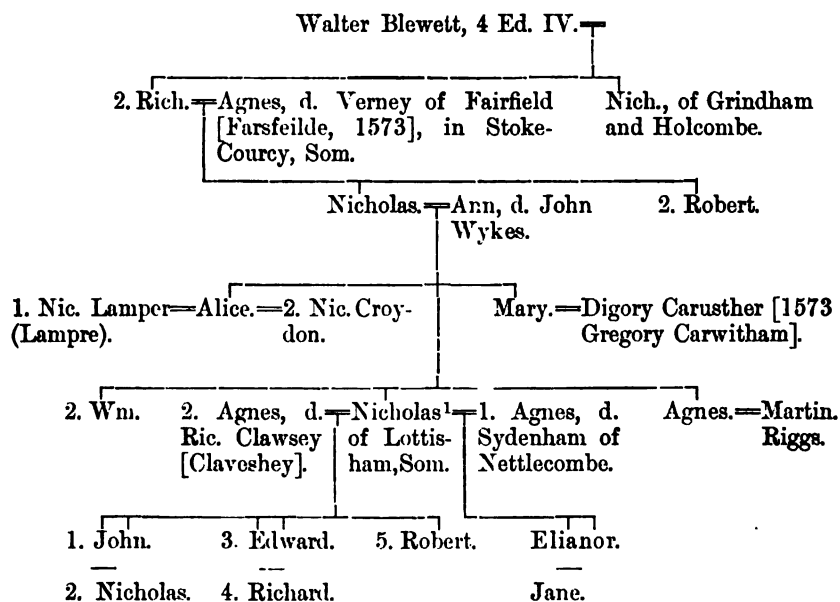 Walter Blewett, 4 Ed. IV.
2. Rich. Agnes, d. Verney of Fairfield Nich., of Grindham
[Farsfeilde, 1573], in Stoke- and Holcombe.
Courcy, Som.
Nicholas. Ann, d. John 2. Robert.
Wykes.
1. Nic. Lamper Alice. 2. Nic. Croy- Mary. Digory Carusther [1573
(Lampre). don. Gregory Carwitham].
2. Wm. 2. Agnes, d. Nicholas¹ 1. Agnes, d. Agnes. Martin.
Ric. Clawsey of Lottis- Sydenham of Riggs.
[Claveshey]. ham, Som. Nettlecombe.
1. John. 3. Edward. 5. Robert. Elianor.
2. Nicholas. 4. Richard. Jane.